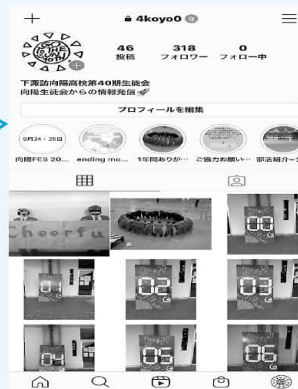 4koyo0
46 318 0
投稿 フォロワー フォロー中
下諏訪向陽高校第40期生徒会
向陽生徒会からの情報発信
プロフィールを編集
9月24・25日
向陽FES 20... ending mo... 1年間ありが... ご協力お願い... 部活紹介~
Cheerfu
00
01 02 03
04 05 06